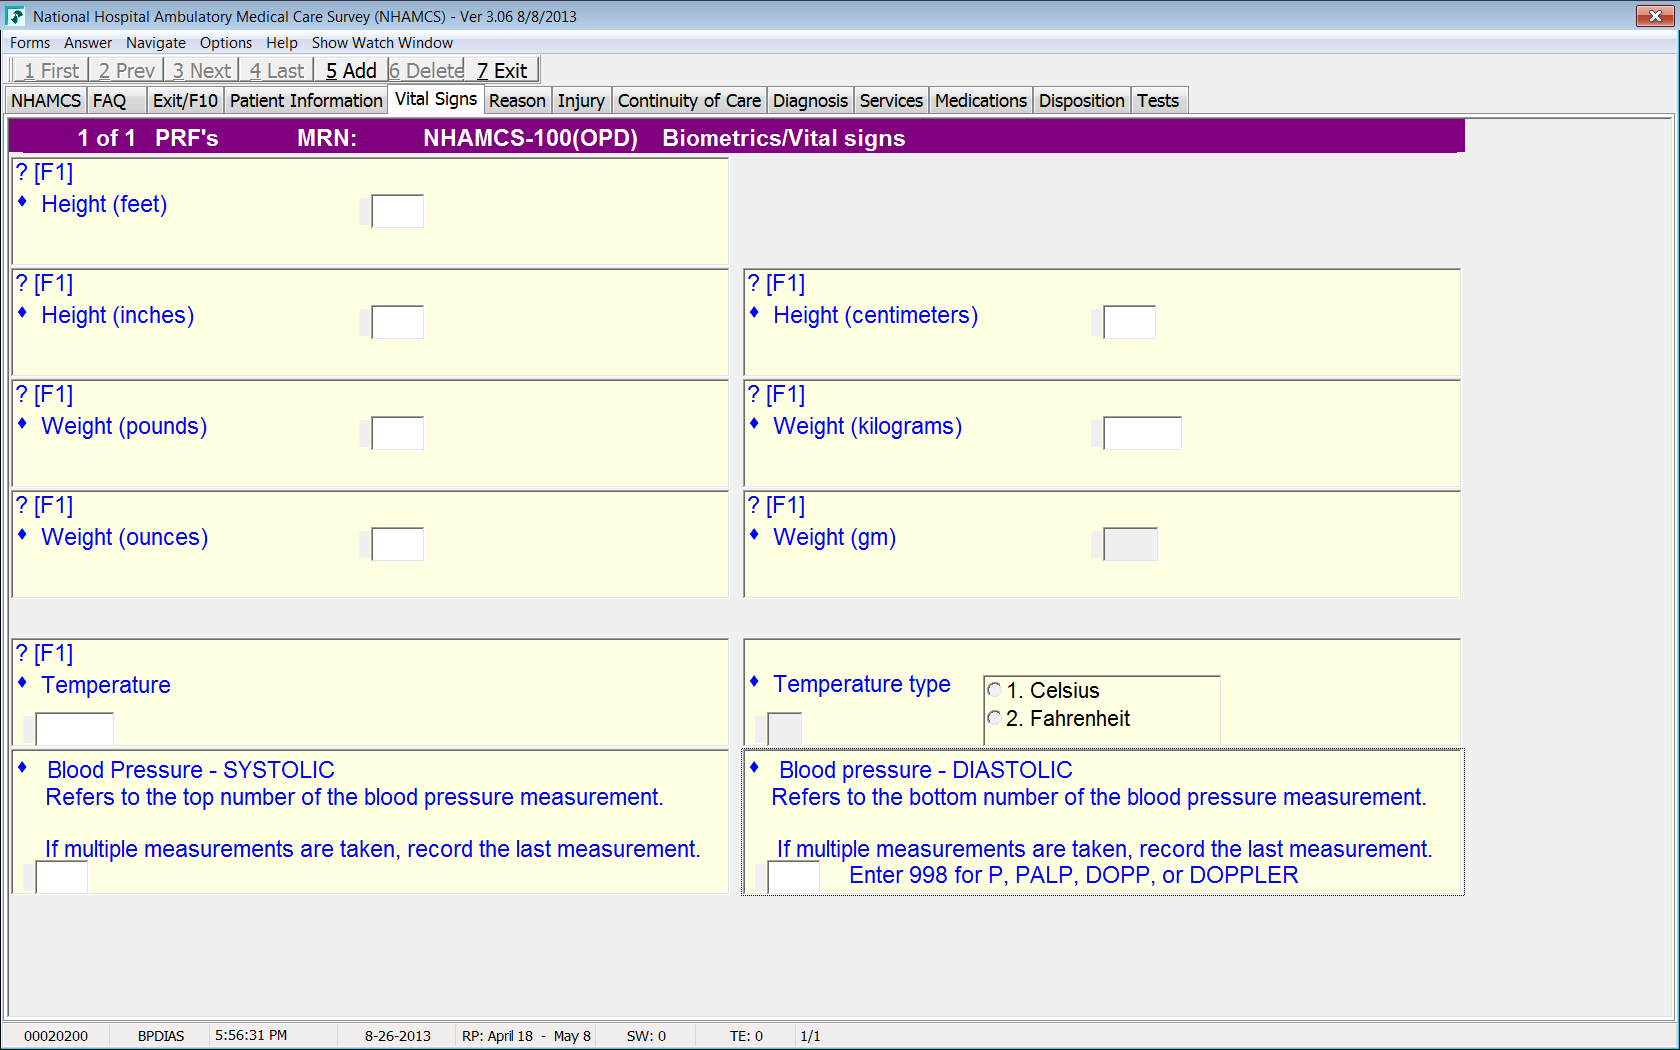 National Hospital Ambulatory Medical Care Survey (NHAMCS) - Ver 3.06 8/8/2013
Forms Answer Navigate Options Help Show Watch Window
1 First 2 Prev 3 Next 4 Last 5 Add 6 Delete 7 Exit
NHAMCS FAQ Exit/F10 Patient Information Vital Signs Reason Injury Continuity of Care Diagnosis Services Medications Disposition Tests
1 of 1 PRF's MRN: NHAMCS-100(OPD) Biometrics/Vital signs
? [F1]
Height (feet)
? [F1] ? [F1]
Height (inches) Height (centimeters)
? [F1] ? [F1]
Weight (pounds) Weight (kilograms)
? [F1] ? [F1]
Weight (ounces) Weight (gm)
? [F1]
Temperature Temperature type 1. Celsius
2. Fahrenheit
Blood Pressure - SYSTOLIC Blood pressure - DIASTOLIC
Refers to the top number of the blood pressure measurement. Refers to the bottom number of the blood pressure measurement.
If multiple measurements are taken, record the last measurement. If multiple measurements are taken, record the last measurement.
Enter 998 for P, PALP, DOPP, or DOPPLER
00020200 BPDIAS 5:56:31 PM 8-26-2013 RP: April 18 - May 8 SW: 0 TE: 0 1/1